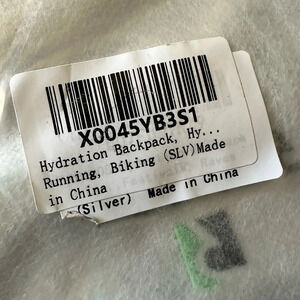 X0045YB3S1
Hydration Backpack, Hy...
Running, Biking (SLV)Made
in China
(Silver) Made in China